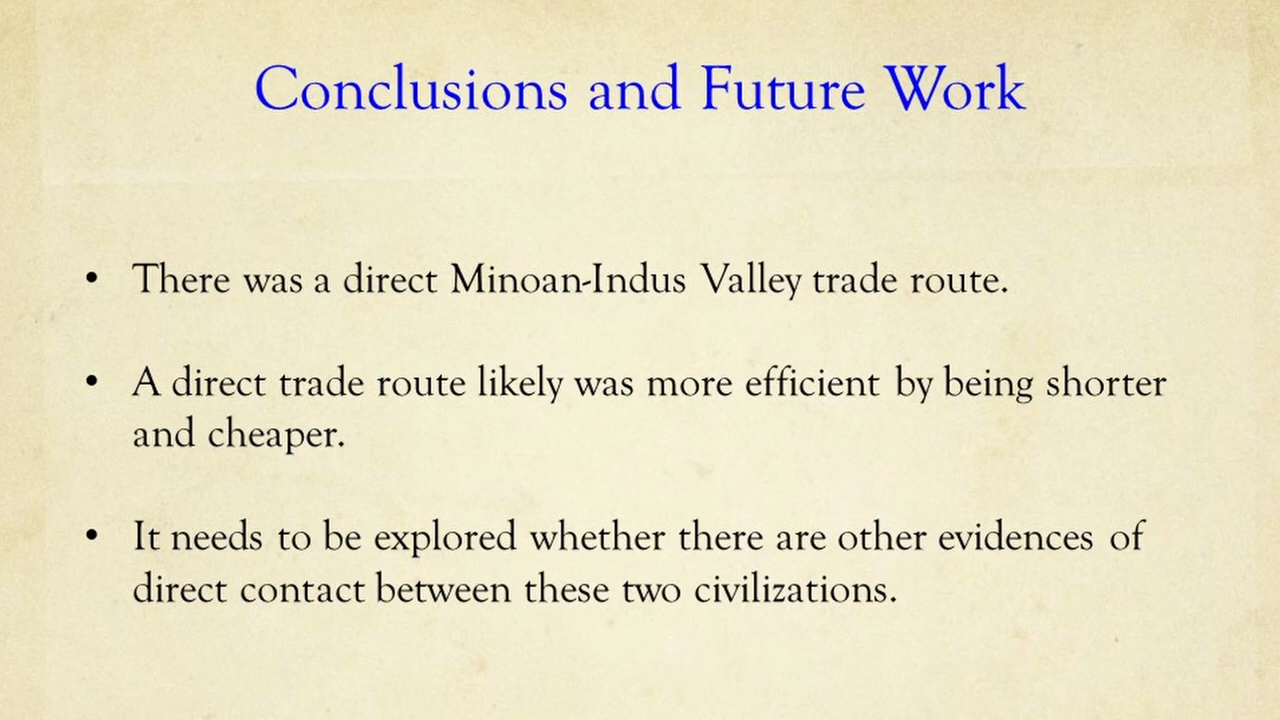 Conclusions and Future Work
• There was a direct Minoan-Indus Valley trade route.
• A direct trade route likely was more efficient by being shorter
and cheaper.
• It needs to be explored whether there are other evidences of
direct contact between these two civilizations.